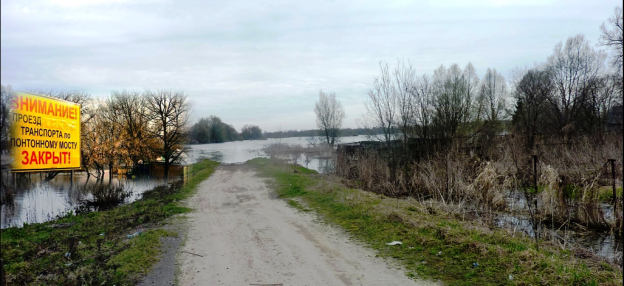 ВНИМАНИЕ!
ПРОЕЗД
ТРАНСПОРТА по
ПОНТОННОМУ МОСТУ
ЗАКРЫТ!